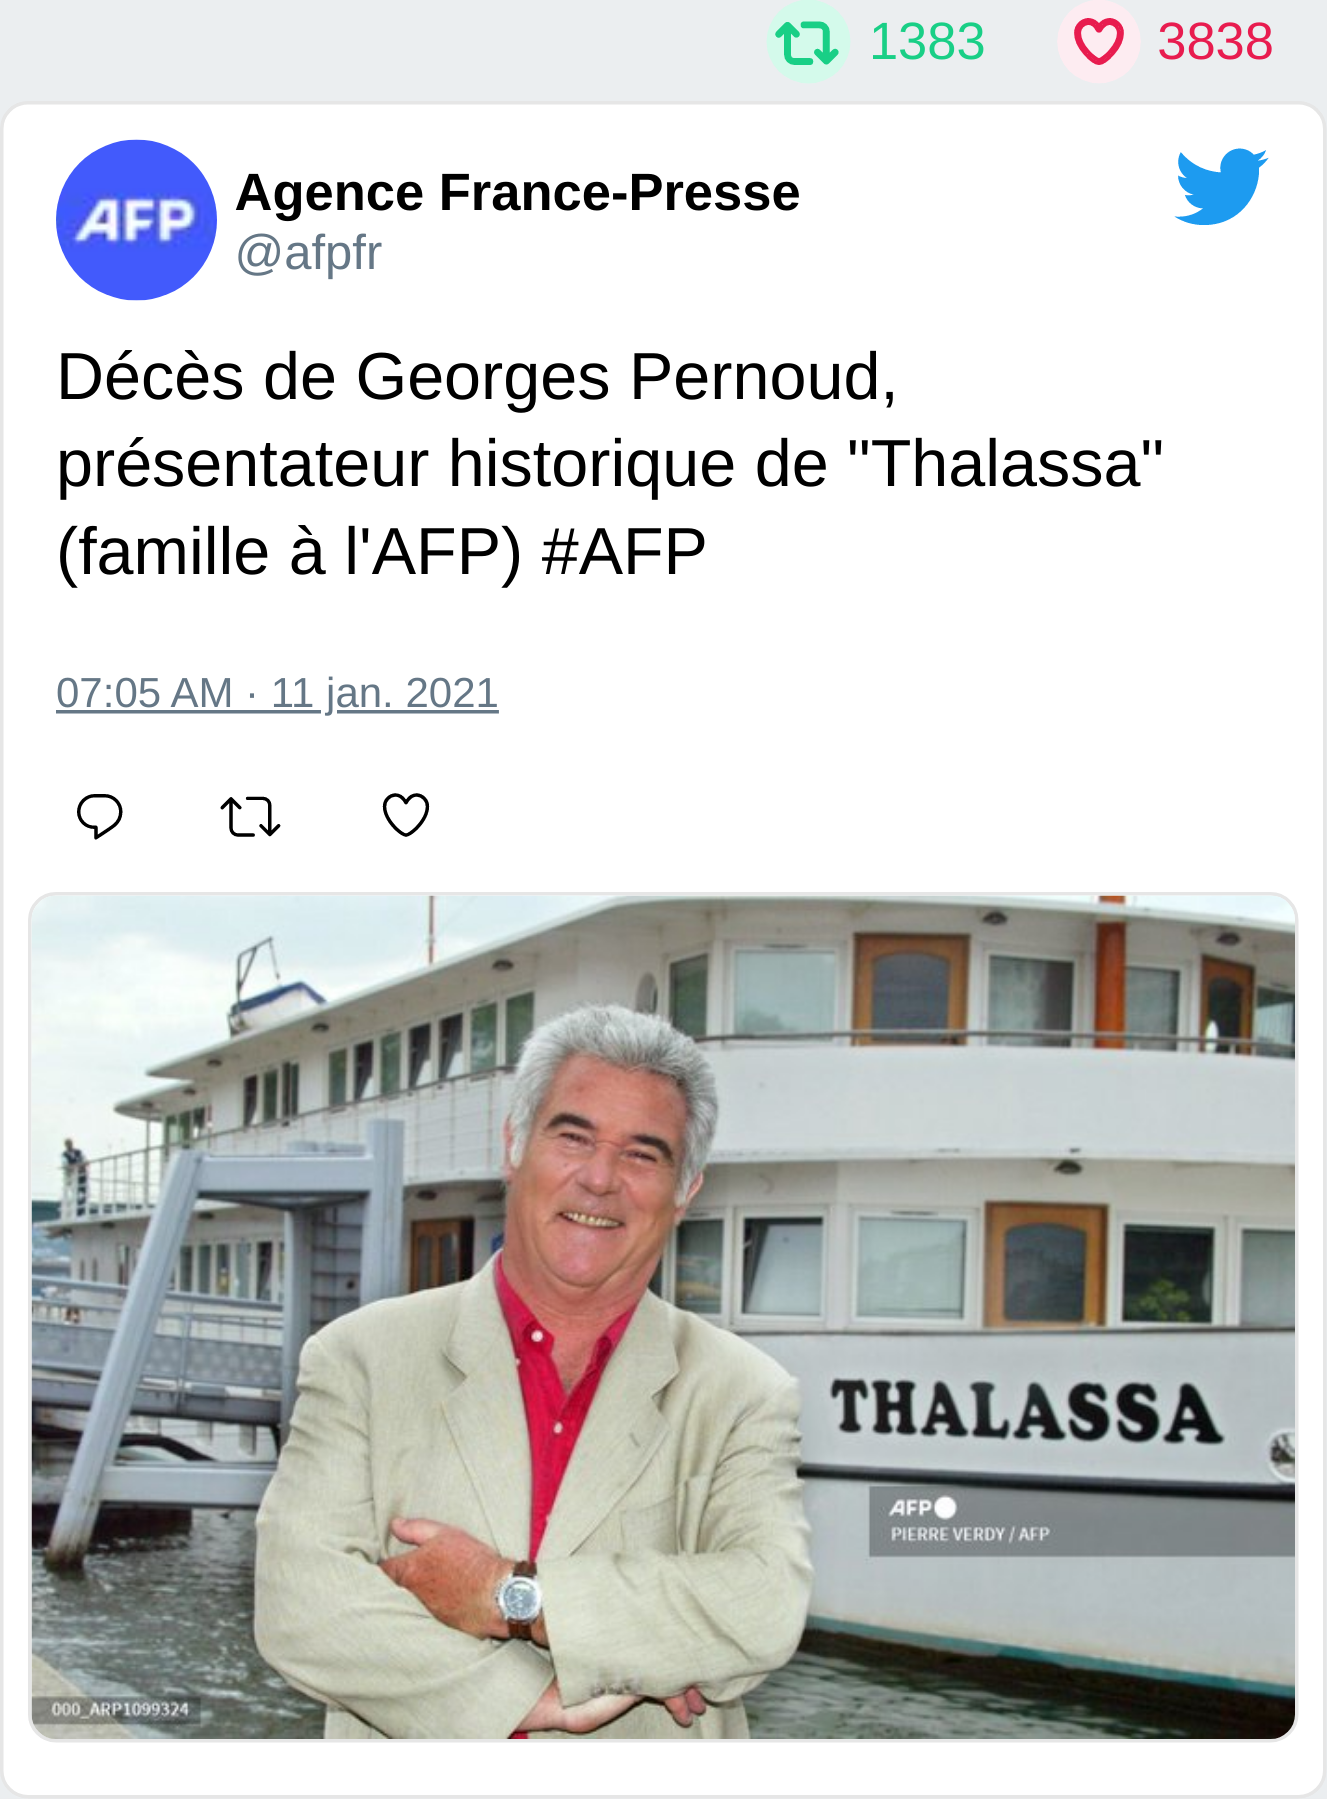 1383 3838
AFP
Agence France-Presse
@afpfr
Décès de Georges Pernoud,
présentateur historique de "Thalassa"
(famille à l'AFP) #AFP
07:05 AM · 11 jan. 2021
THALASSA
AFP
PIERRE VERDY / AFP
000_ARP1099324